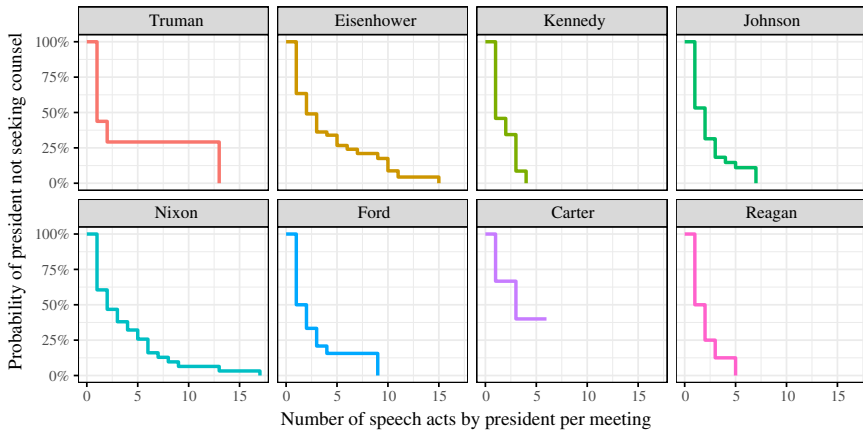 Truman Eisenhower Kennedy Johnson
100%
75%
50%
25%
0%
Nixon Ford Carter Reagan
100%
75%
50%
25%
0%
0 5 10 15 0 5 10 15 0 5 10 15 0 5 10 15
Number of speech acts by president per meeting
Probability of president not seeking counsel